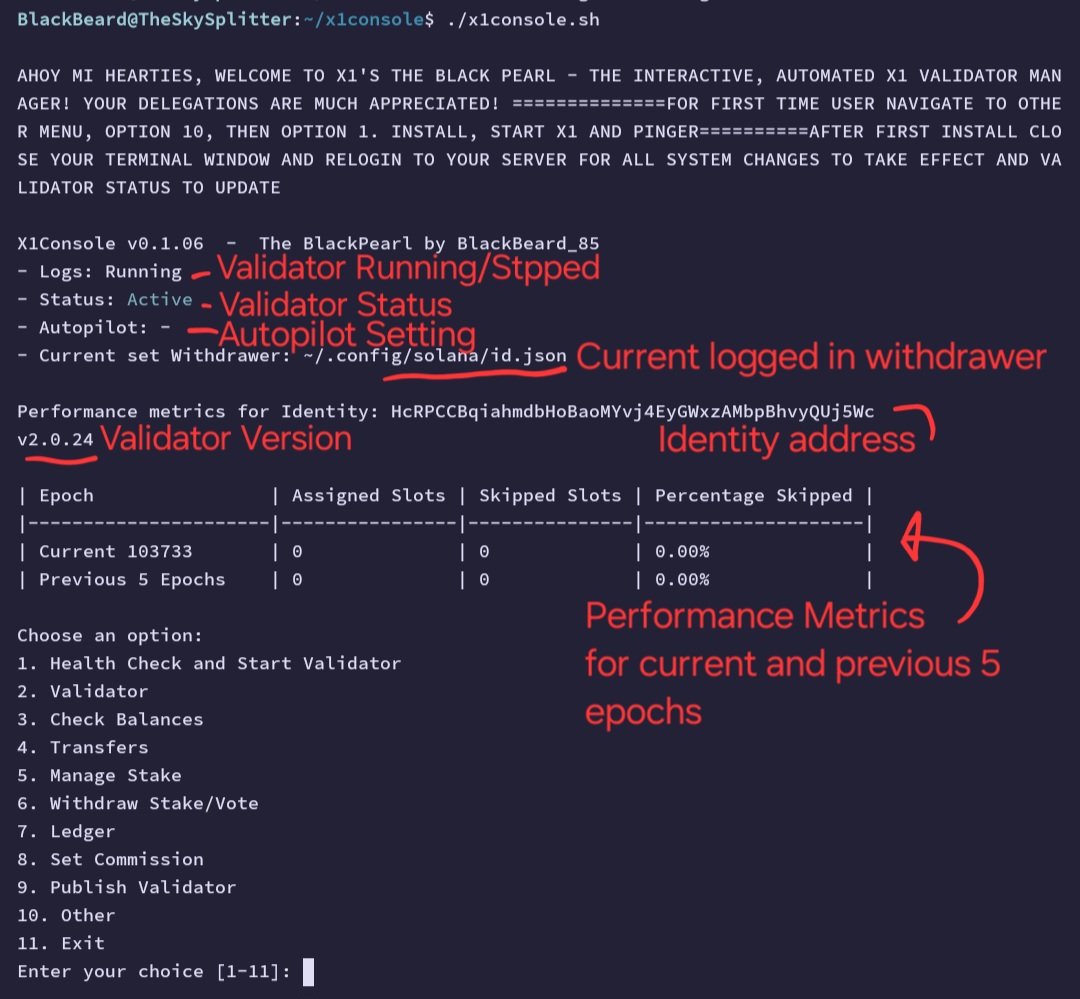 BlackBeard@TheSkySplitter:~/x1console$ ./x1console.sh
AHOY MI HEARTIES, WELCOME TO X1'S THE BLACK PEARL - THE INTERACTIVE, AUTOMATED X1 VALIDATOR MAN
AGER! YOUR DELEGATIONS ARE MUCH APPRECIATED! ==============FOR FIRST TIME USER NAVIGATE TO OTHE
R MENU, OPTION 10, THEN OPTION 1. INSTALL, START X1 AND PINGER==========AFTER FIRST INSTALL CLO
SE YOUR TERMINAL WINDOW AND RELOGIN TO YOUR SERVER FOR ALL SYSTEM CHANGES TO TAKE EFFECT AND VA
LIDATOR STATUS TO UPDATE
X1Console v0.1.06  -  The BlackPearl by BlackBeard_85
- Logs: Running - Validator Running/Stpped
- Status: Active - Validator Status
- Autopilot: - - Autopilot Setting
- Current set Withdrawer: ~/.config/solana/id.json Current logged in withdrawer
Performance metrics for Identity: HcRPCCBqiahmdbHoBaoMYvj4EyGWxzAMbpBhvyQUj5Wc
v2.0.24 Validator Version Identity address
| Epoch | Assigned Slots | Skipped Slots | Percentage Skipped |
|----------------------|----------------|---------------|--------------------|
| Current 103733 | 0 | 0 | 0.00% |
| Previous 5 Epochs | 0 | 0 | 0.00% |
Performance Metrics
for current and previous 5
epochs
Choose an option:
1. Health Check and Start Validator
2. Validator
3. Check Balances
4. Transfers
5. Manage Stake
6. Withdraw Stake/Vote
7. Ledger
8. Set Commission
9. Publish Validator
10. Other
11. Exit
Enter your choice [1-11]: